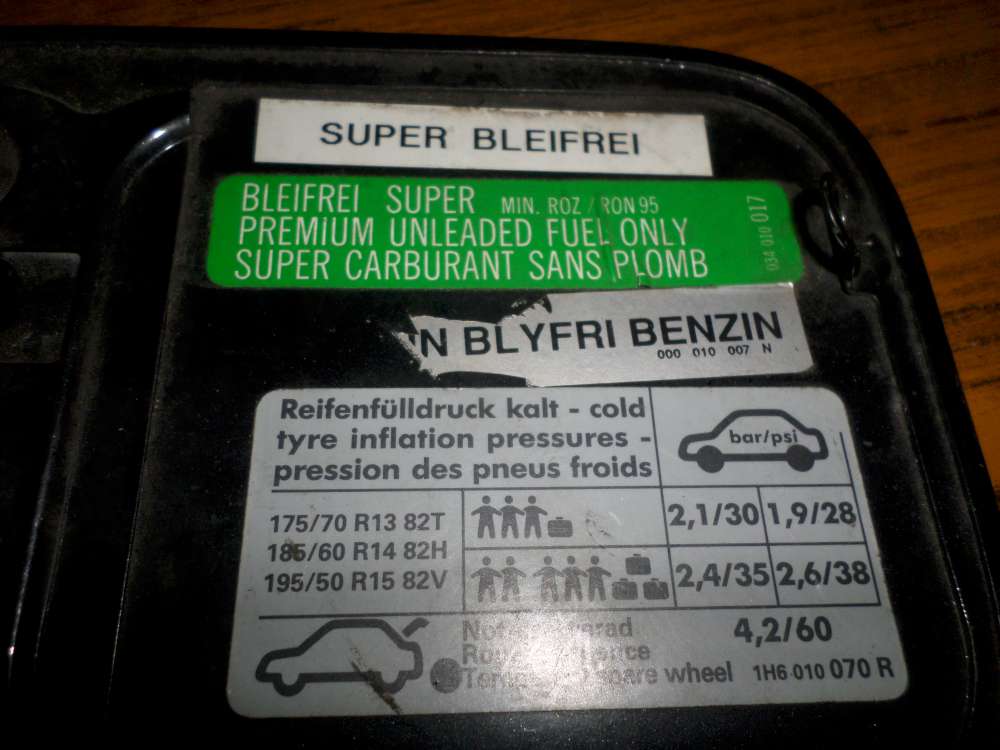 SUPER BLEIFREI
BLEIFREI SUPER MIN. ROZ / RON 95
PREMIUM UNLEADED FUEL ONLY
SUPER CARBURANT SANS PLOMB
034 010 017
BLYFRI BENZIN
000 010 007 N
Reifenfülldruck kalt - cold
tyre inflation pressures -
pression des pneus froids
bar/psi
175/70 R13 82T
185/60 R14 82H
195/50 R15 82V
2,1/30 1,9/28
2,4/35 2,6/38
4,2/60
wheel 1H6 010 070 R